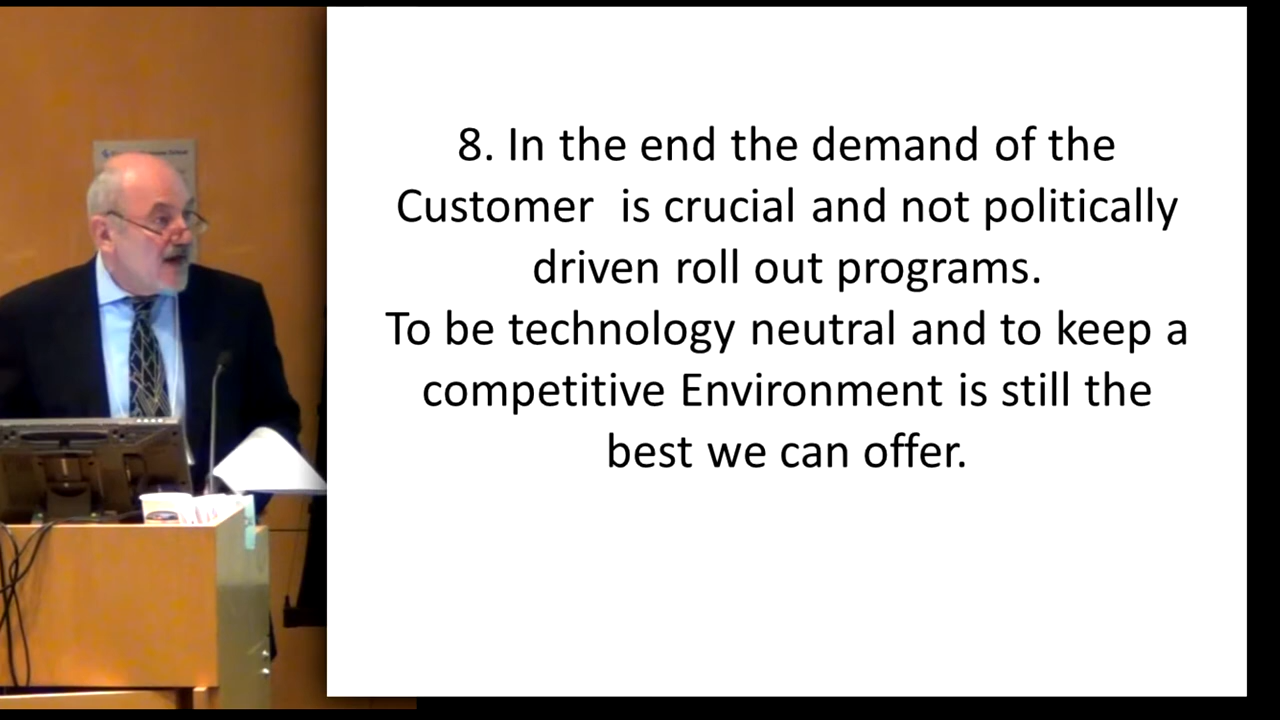 8. In the end the demand of the
Customer  is crucial and not politically
driven roll out programs.
To be technology neutral and to keep a
competitive Environment is still the
best we can offer.